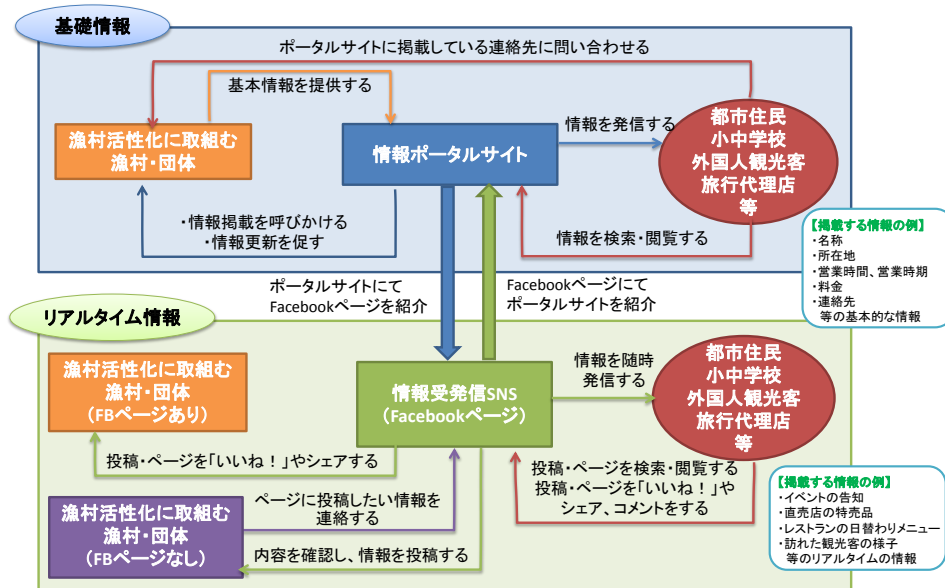 基礎情報
ポータルサイトに掲載している連絡先に問い合わせる
基本情報を提供する
漁村活性化に取組む
漁村・団体
情報ポータルサイト
情報を発信する
都市住民
小中学校
外国人観光客
旅行代理店
等
・情報掲載を呼びかける
・情報更新を促す
情報を検索・閲覧する
【掲載する情報の例】
・名称
・所在地
・営業時間、営業時期
・料金
・連絡先
等の基本的な情報
ポータルサイトにて
Facebookページを紹介
Facebookページにて
ポータルサイトを紹介
リアルタイム情報
漁村活性化に取組む
漁村・団体
(FBページあり)
情報受発信SNS
(Facebookページ)
情報を随時
発信する
都市住民
小中学校
外国人観光客
旅行代理店
等
投稿・ページを「いいね!」やシェアする
投稿・ページを検索・閲覧する
投稿・ページを「いいね!」や
シェア、コメントをする
ページに投稿したい情報を
連絡する
漁村活性化に取組む
漁村・団体
(FBページなし)
内容を確認し、情報を投稿する
【掲載する情報の例】
・イベントの告知
・直売店の特売品
・レストランの日替わりメニュー
・訪れた観光客の様子
等のリアルタイムの情報